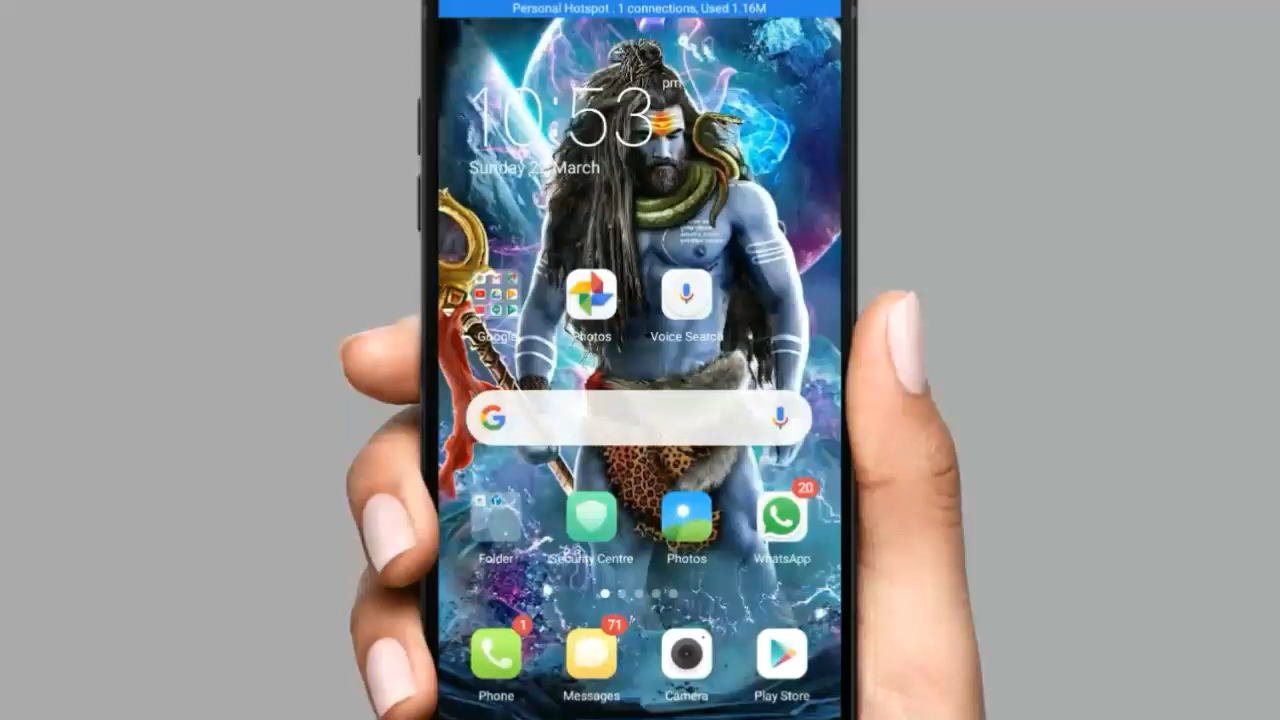 Personal Hotspot . 1 connections, Used 1.16M
10:53 pm
Sunday 22 March
Google
Photos
Voice Search
20
Folder
Security Centre
Photos
WhatsApp
1
71
Phone
Messages
Camera
Play Store